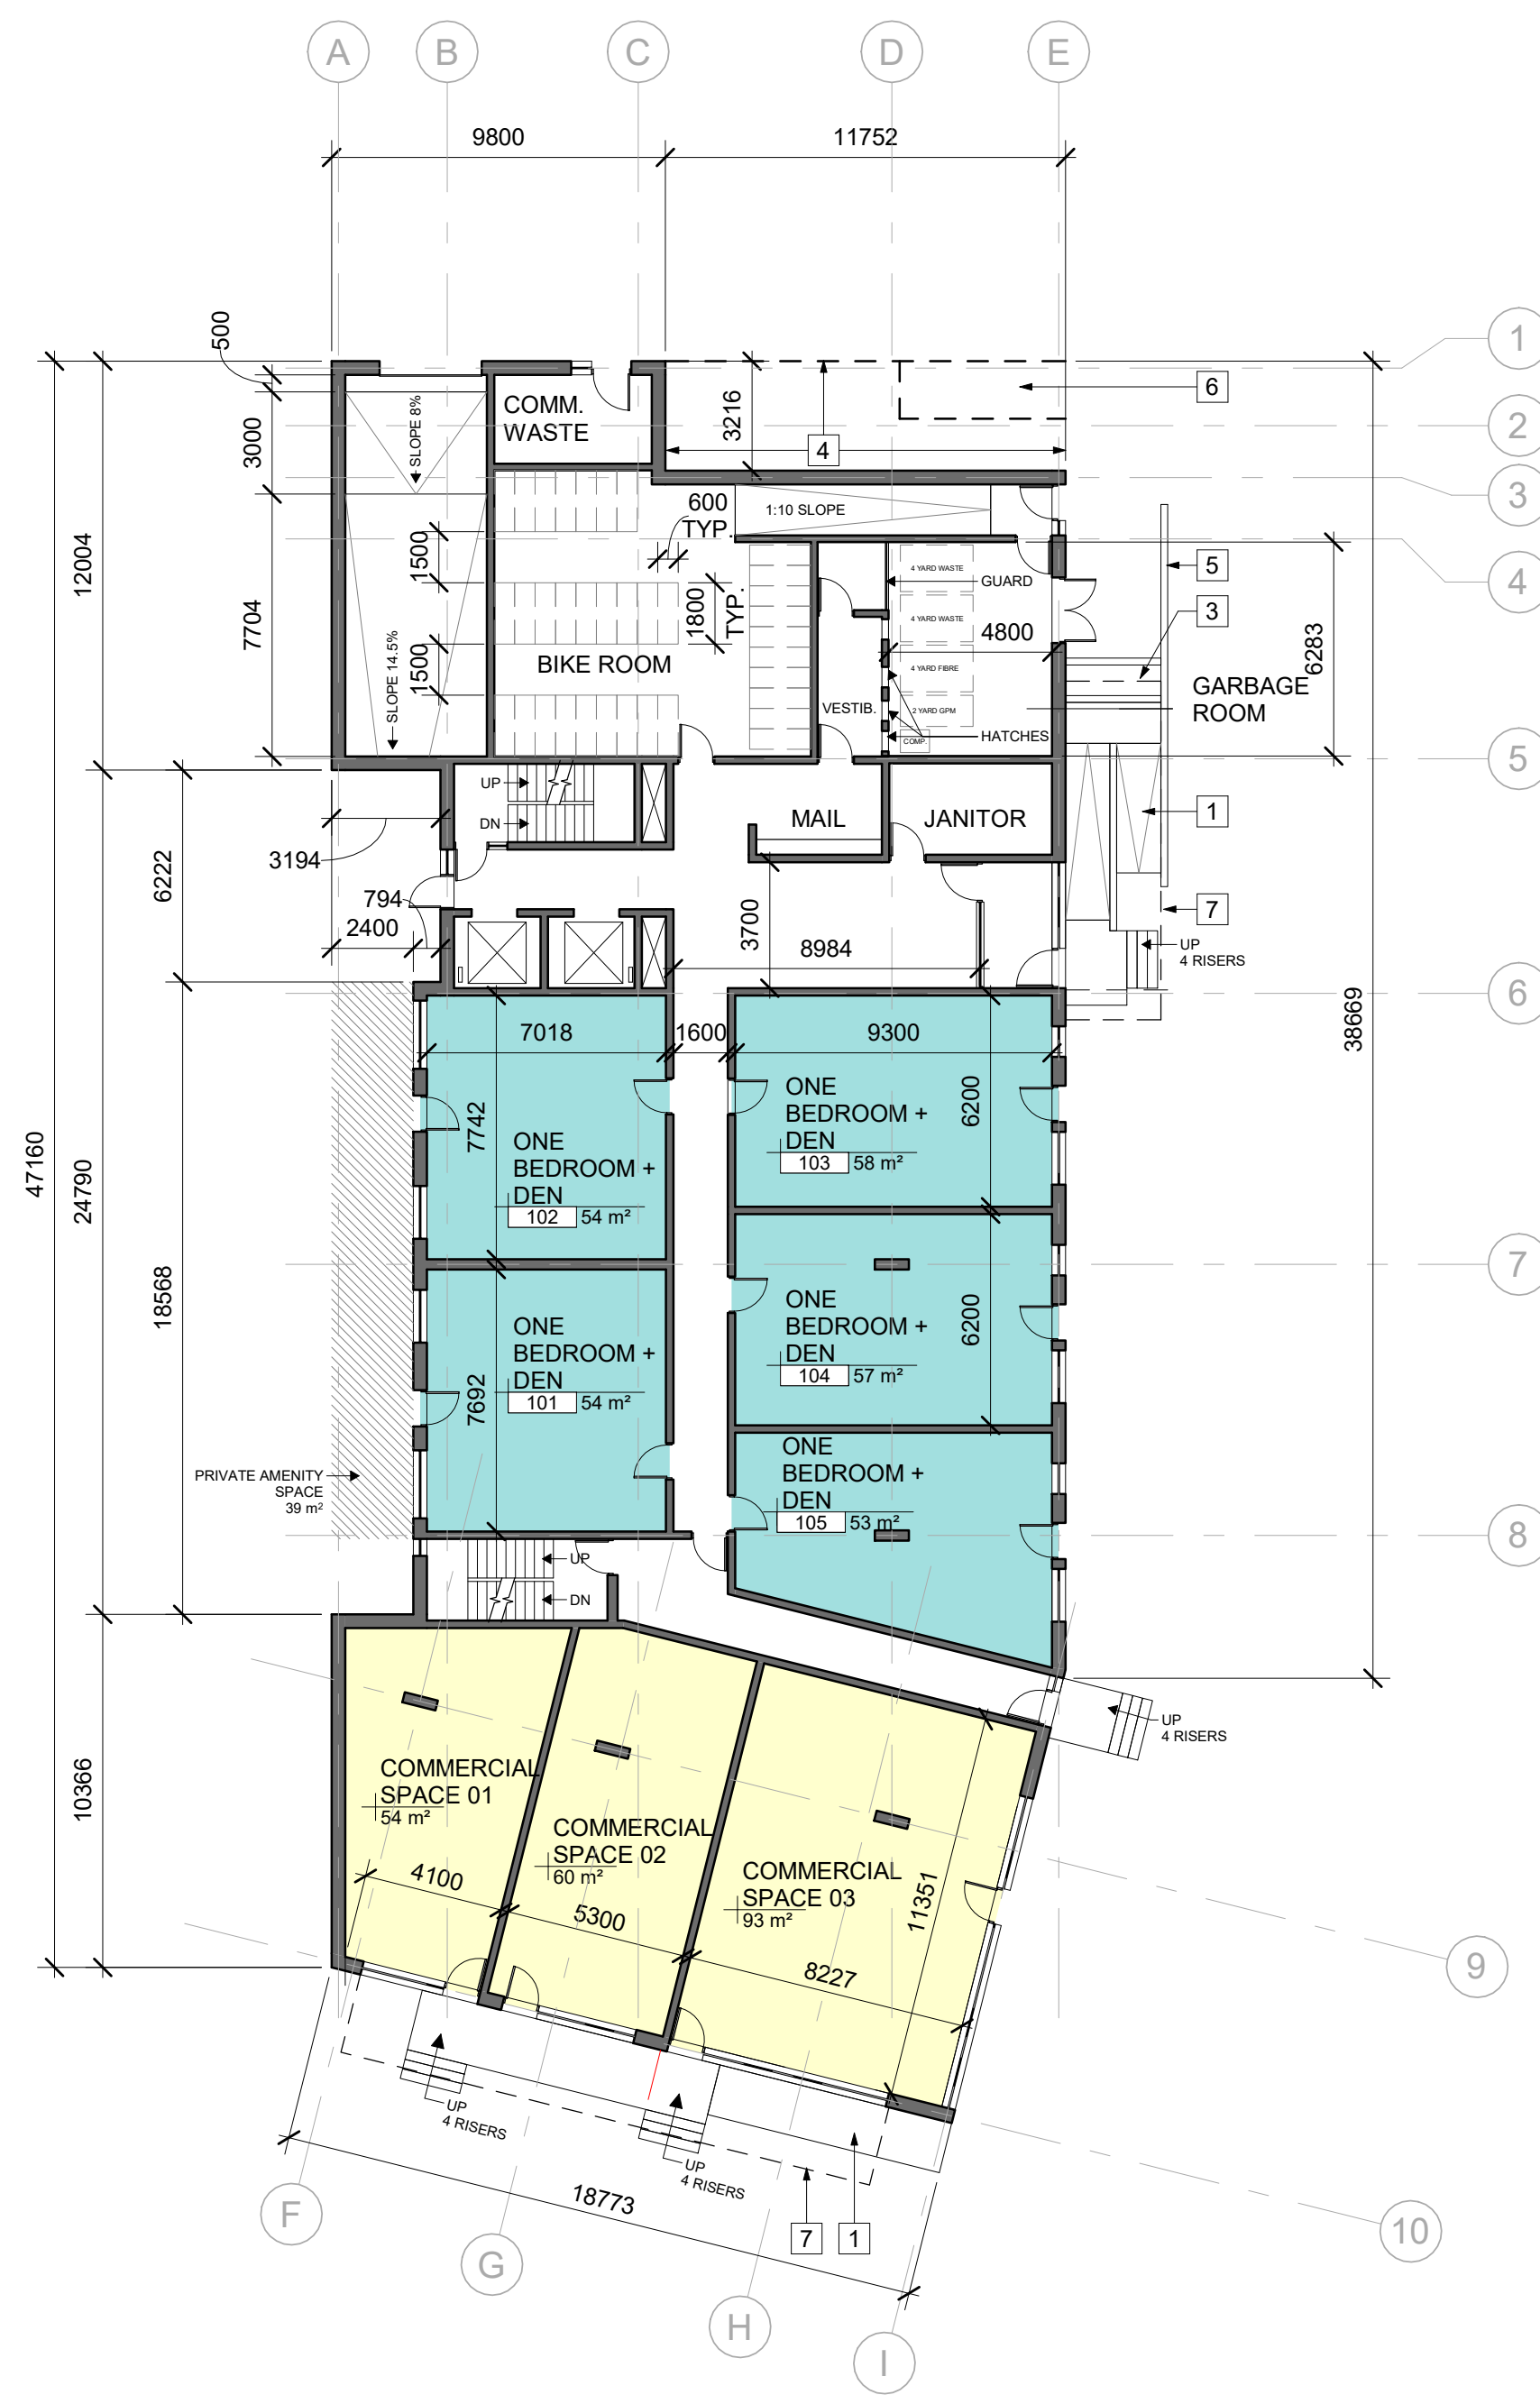 A
B
C
D
E
9800
11752
500
1
COMM.
WASTE
SLOPE 8%
6
3216
3000
2
4
3
600
TYP.
1:10 SLOPE
12004
1500
4 YARD WASTE
GUARD
5
4
7704
1800
TYP.
4 YARD WASTE
3
4800
6283
1500
BIKE ROOM
4 YARD FIBRE
SLOPE 14.5%
GARBAGE
ROOM
VESTIB.
2 YARD GPM
HATCHES
COMP.
5
UP
DN
MAIL
JANITOR
1
3194
6222
794
2400
7
3700
8984
UP
4 RISERS
6
38669
7018
1600
9300
7742
ONE
BEDROOM +
DEN
103
58 m²
6200
ONE
BEDROOM +
DEN
102
54 m²
47160
24790
7
18568
ONE
BEDROOM +
DEN
101
54 m²
7692
ONE
BEDROOM +
DEN
104
57 m²
6200
ONE
BEDROOM +
DEN
105
53 m²
PRIVATE AMENITY
SPACE
39 m²
8
UP
DN
UP
4 RISERS
10366
COMMERCIAL
SPACE 01
54 m²
COMMERCIAL
SPACE 02
60 m²
COMMERCIAL
SPACE 03
93 m²
4100
5300
8227
11351
9
UP
4 RISERS
UP
4 RISERS
18773
7
1
F
G
H
I
10